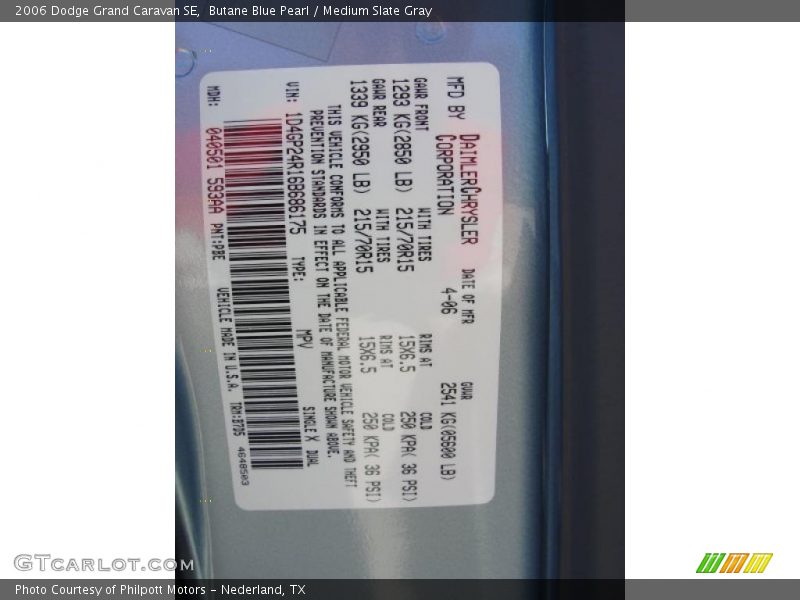 2006 Dodge Grand Caravan SE, Butane Blue Pearl / Medium Slate Gray
MFD BY DAIMLERCHRYSLER CORPORATION DATE OF MFR 4-06 GVWR 2541 KG(05600 LB)
GAWR FRONT WITH TIRES RIMS AT COLD
1293 KG(2850 LB) 215/70R15 15X6.5 250 KPA( 36 PSI)
GAWR REAR WITH TIRES RIMS AT COLD
1339 KG(2950 LB) 215/70R15 15X6.5 250 KPA( 36 PSI)
THIS VEHICLE CONFORMS TO ALL APPLICABLE FEDERAL MOTOR VEHICLE SAFETY AND THEFT
PREVENTION STANDARDS IN EFFECT ON THE DATE OF MANUFACTURE SHOWN ABOVE.
VIN: 1D4GP24R16B686175 TYPE: MPV SINGLE X DUAL
MDH: 040501 593AA PNT:PBE VEHICLE MADE IN U.S.A. TRM:B7D5 4648503
GTCARLOT.COM
Photo Courtesy of Philpott Motors - Nederland, TX